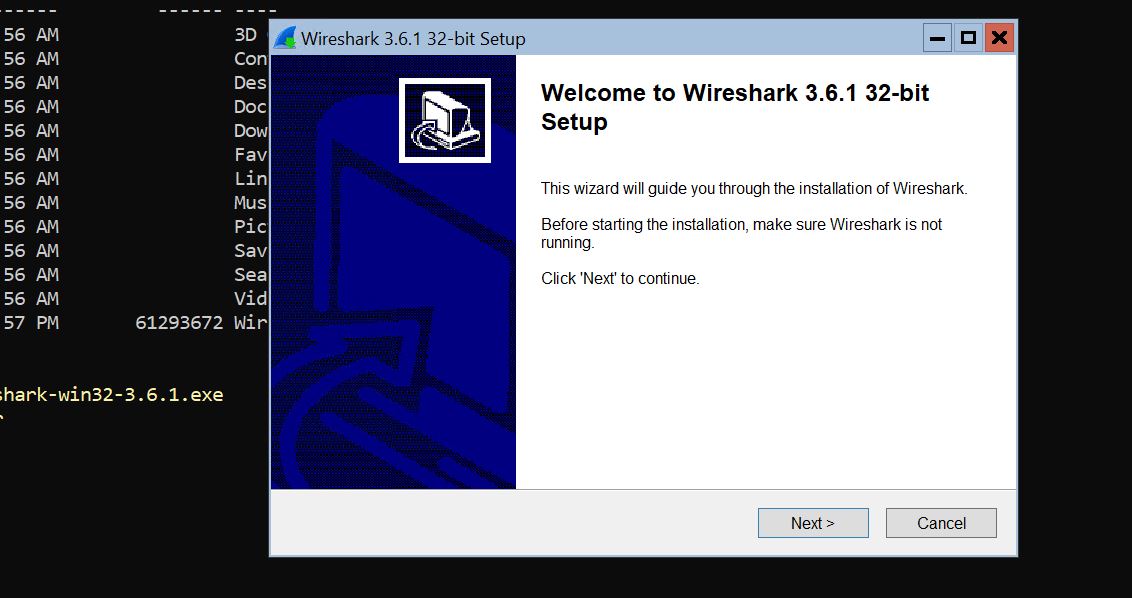 ------ ------ ----
Wireshark 3.6.1 32-bit Setup
56 AM 3D
56 AM Con
56 AM Des
56 AM Doc
56 AM Dow
56 AM Fav
56 AM Lin
56 AM Mus
56 AM Pic
56 AM Sav
56 AM Sea
56 AM Vid
57 PM 61293672 Wir
shark-win32-3.6.1.exe
Welcome to Wireshark 3.6.1 32-bit
Setup
This wizard will guide you through the installation of Wireshark.
Before starting the installation, make sure Wireshark is not
running.
Click 'Next' to continue.
Next >
Cancel